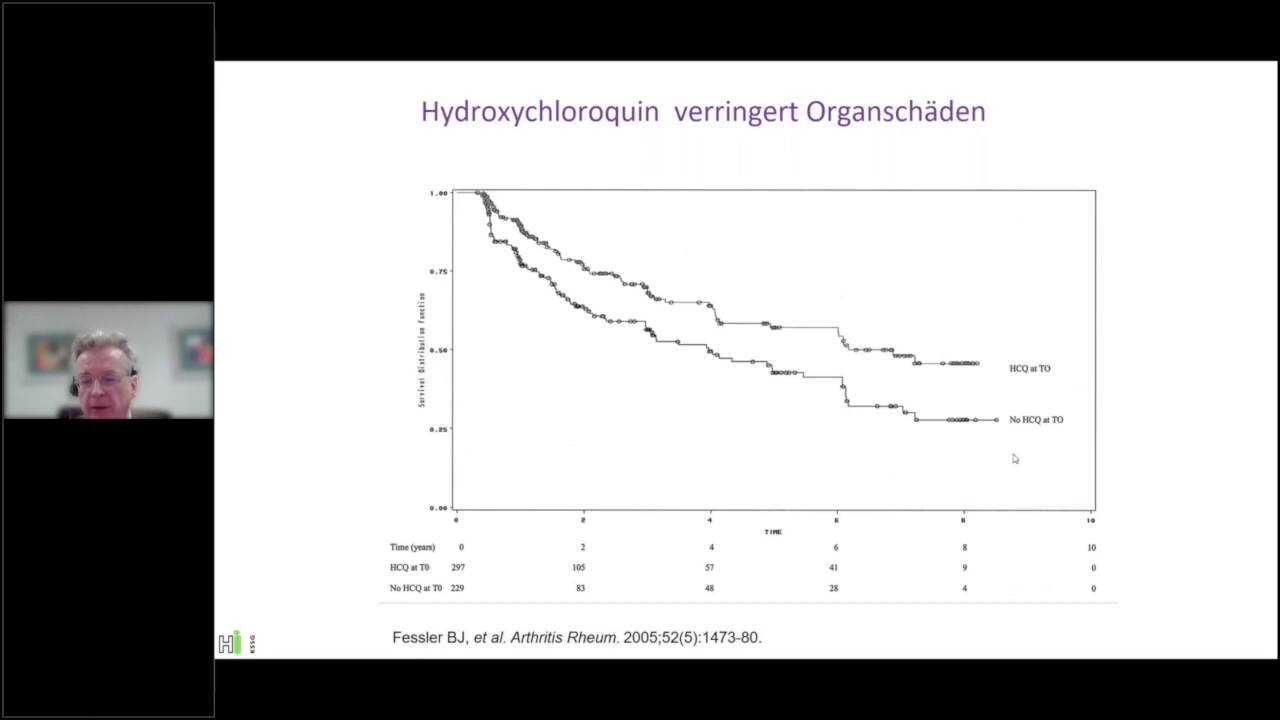 Hydroxychloroquin verringert Organschäden
1.00
0.75
0.50
0.25
0.00
Survival Distribution Function
HCQ at TO
No HCQ at TO
0 2 4 6 8 10
TIME
Time (years) 0 2 4 6 8 10
HCQ at T0 297 105 57 41 9 0
No HCQ at T0 229 83 48 28 4 0
Fessler BJ, et al. Arthritis Rheum. 2005;52(5):1473-80.
H
KSSG